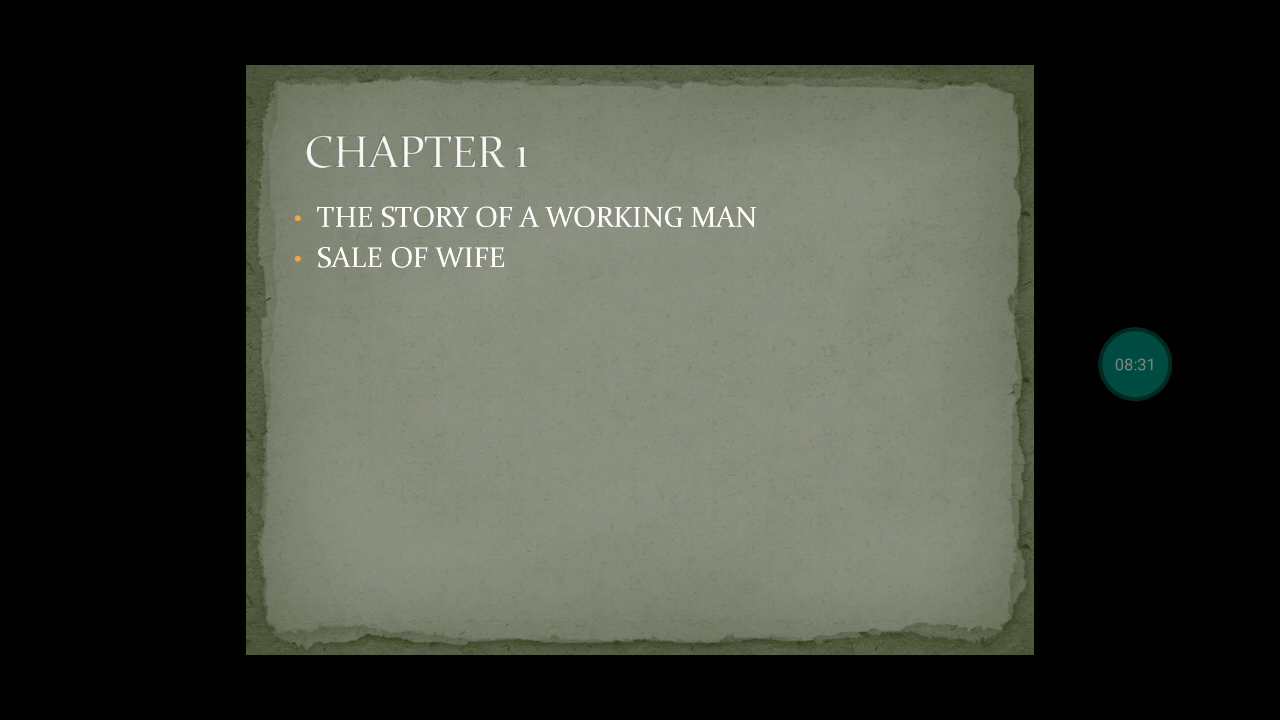 CHAPTER 1
• THE STORY OF A WORKING MAN
• SALE OF WIFE
08:31